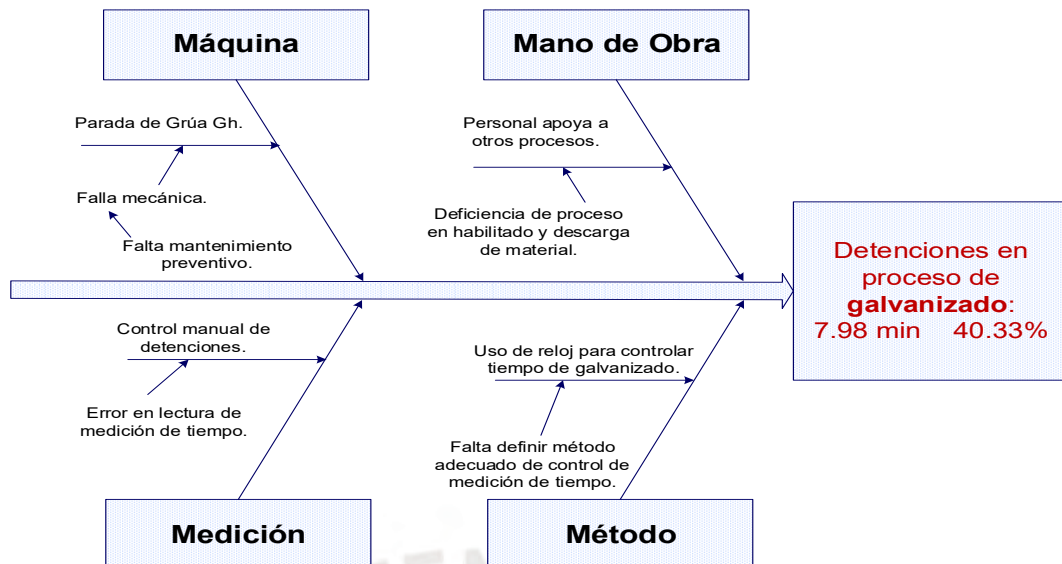 Máquina
Mano de Obra
Parada de Grúa Gh.
Falla mecánica.
Falta mantenimiento
preventivo.
Personal apoya a
otros procesos.
Deficiencia de proceso
en habilitado y descarga
de material.
Detenciones en
proceso de
galvanizado:
7.98 min 40.33%
Control manual de
detenciones.
Error en lectura de
medición de tiempo.
Uso de reloj para controlar
tiempo de galvanizado.
Falta definir método
adecuado de control de
medición de tiempo.
Medición
Método